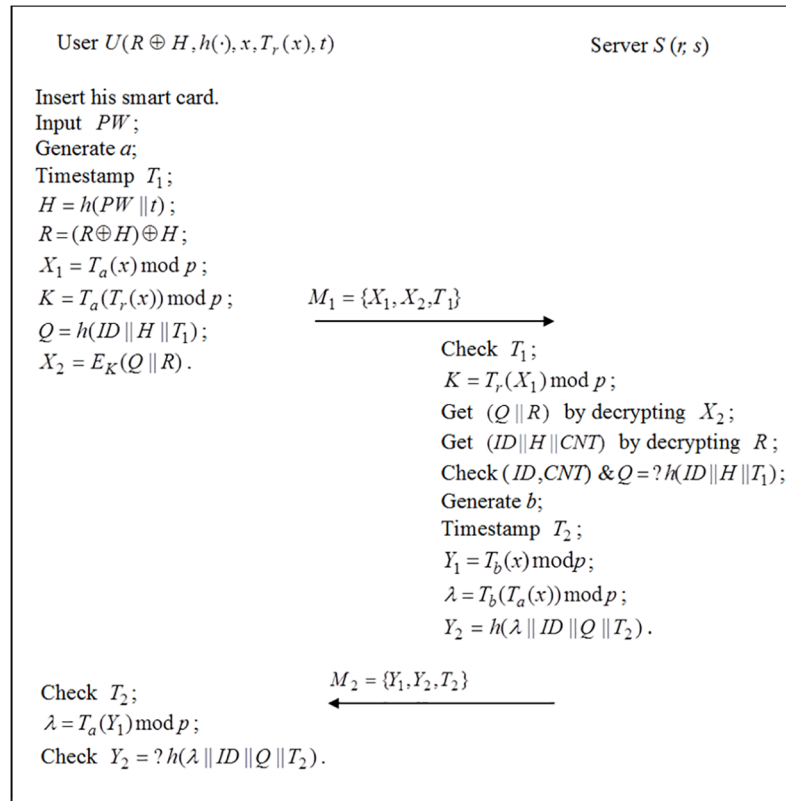 User U(R ⊕ H, h(·), x, T_r(x), t)
Server S (r, s)
Insert his smart card.
Input PW;
Generate a;
Timestamp T_1;
H = h(PW || t);
R = (R⊕H)⊕H;
X_1 = T_a(x) mod p;
K = T_a(T_r(x)) mod p;
Q = h(ID || H || T_1);
X_2 = E_K(Q || R).
M_1 = {X_1, X_2, T_1}
Check T_1;
K = T_r(X_1) mod p;
Get (Q || R) by decrypting X_2;
Get (ID || H || CNT) by decrypting R;
Check (ID, CNT) & Q = ? h(ID || H || T_1);
Generate b;
Timestamp T_2;
Y_1 = T_b(x) mod p;
λ = T_b(T_a(x)) mod p;
Y_2 = h(λ || ID || Q || T_2).
M_2 = {Y_1, Y_2, T_2}
Check T_2;
λ = T_a(Y_1) mod p;
Check Y_2 = ? h(λ || ID || Q || T_2).